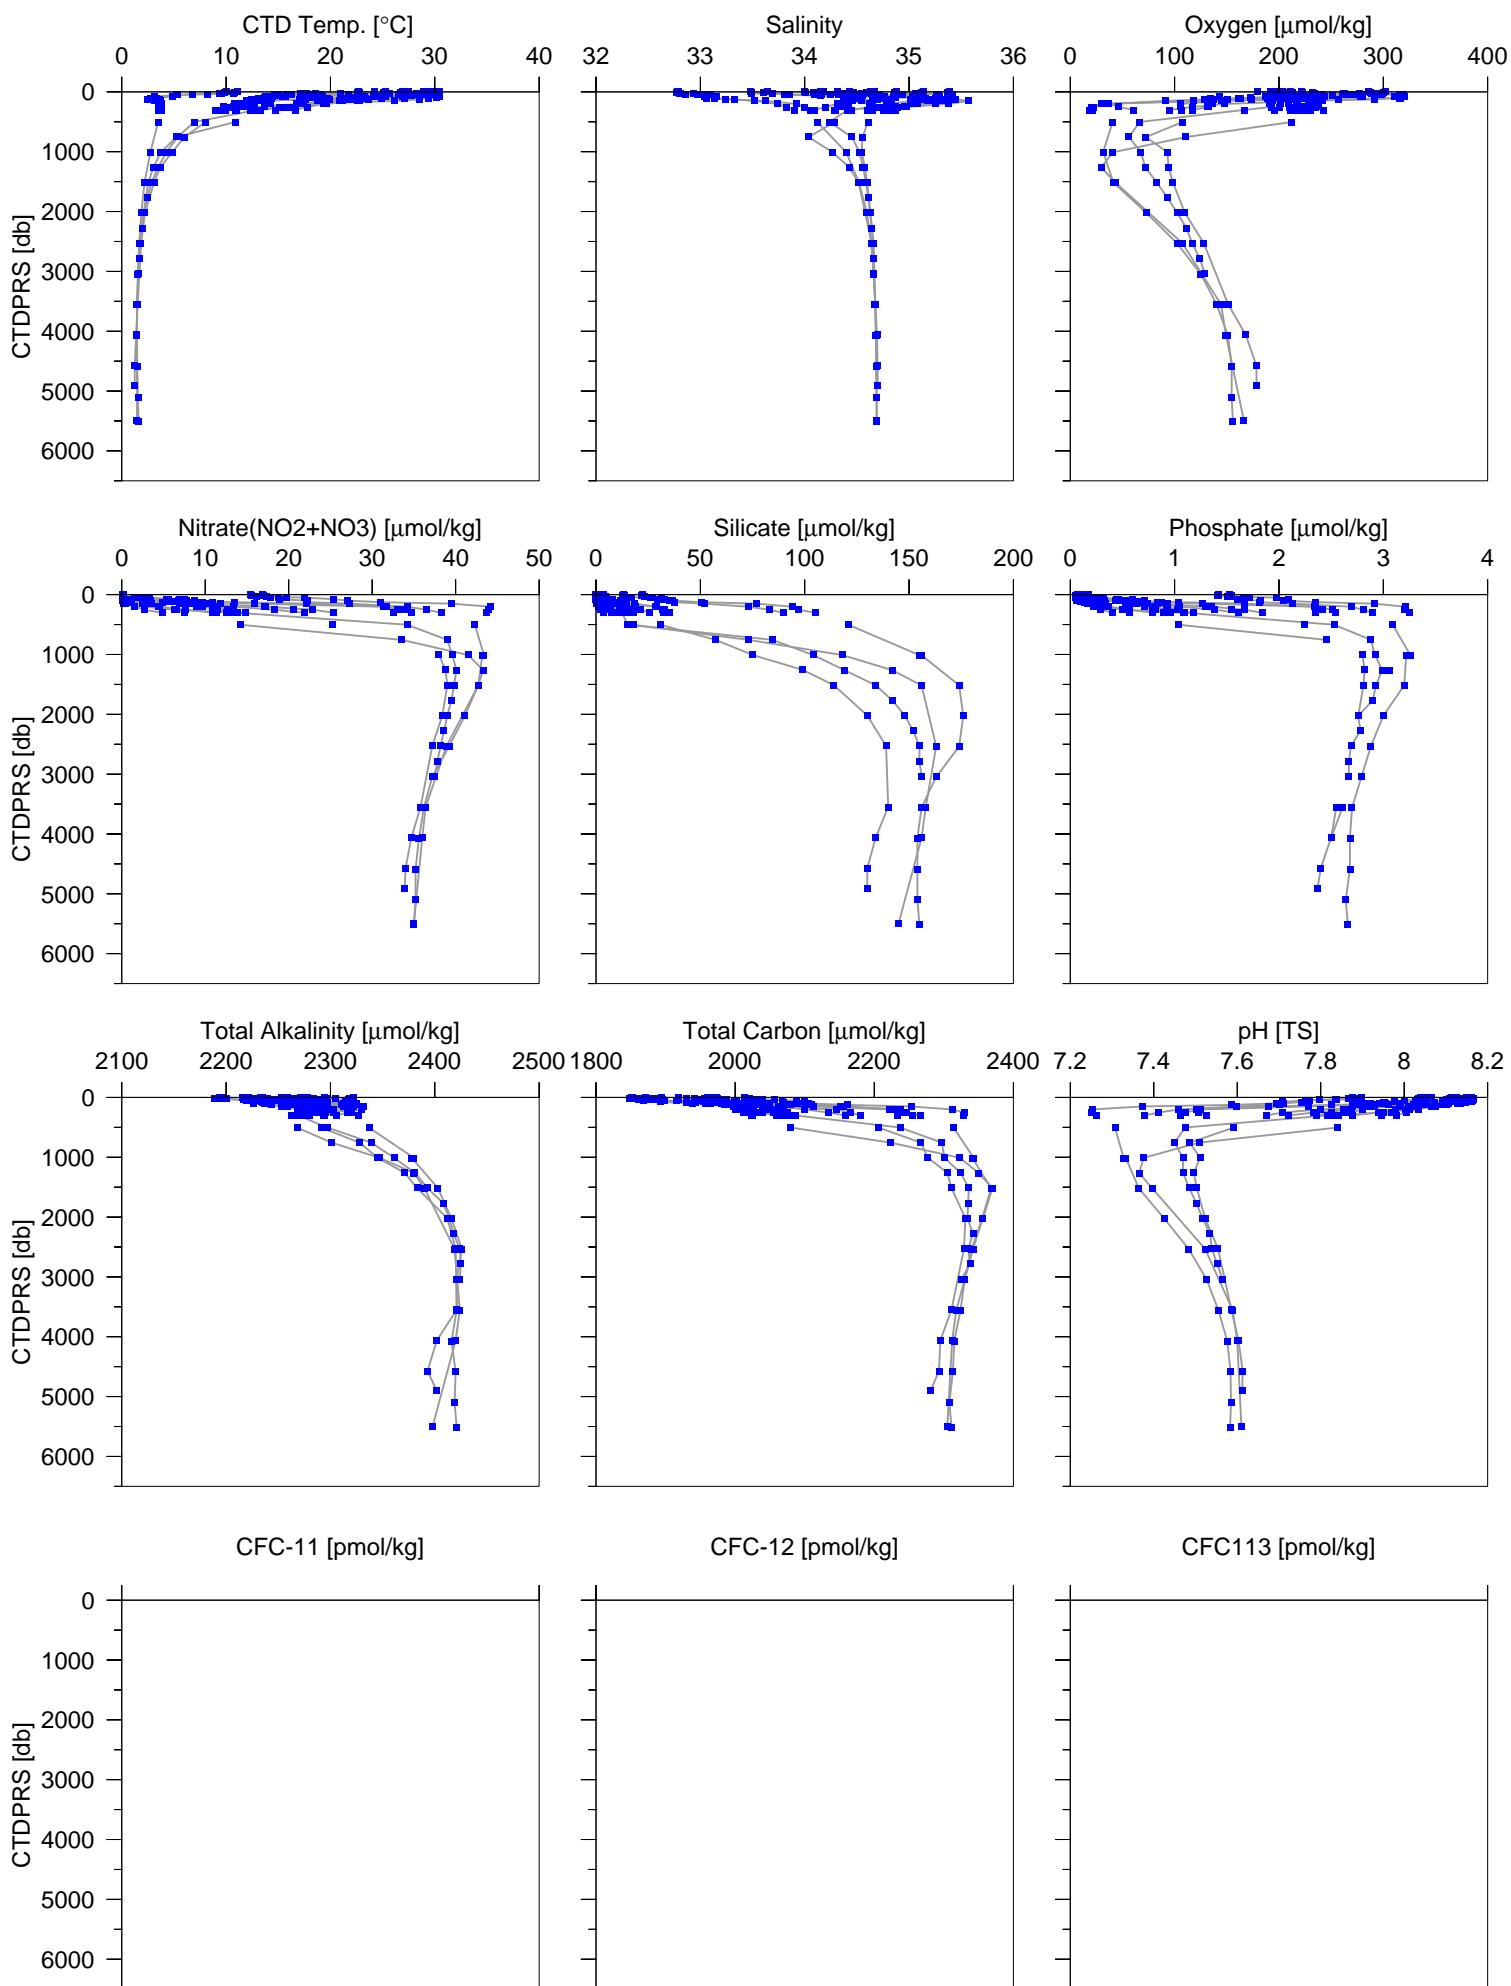 CTD Temp. [°C] Salinity Oxygen [μmol/kg]
0 10 20 30 40 32 33 34 35 36 0 100 200 300 400
0
1000
2000
3000
4000
5000
6000
CTDPRS [db]
Nitrate(NO2+NO3) [μmol/kg] Silicate [μmol/kg] Phosphate [μmol/kg]
0 10 20 30 40 50 0 50 100 150 200 0 1 2 3 4
0
1000
2000
3000
4000
5000
6000
CTDPRS [db]
Total Alkalinity [μmol/kg] Total Carbon [μmol/kg] pH [TS]
2100 2200 2300 2400 2500 1800 2000 2200 2400 7.2 7.4 7.6 7.8 8 8.2
0
1000
2000
3000
4000
5000
6000
CTDPRS [db]
CFC-11 [pmol/kg] CFC-12 [pmol/kg] CFC113 [pmol/kg]
0
1000
2000
3000
4000
5000
6000
CTDPRS [db]